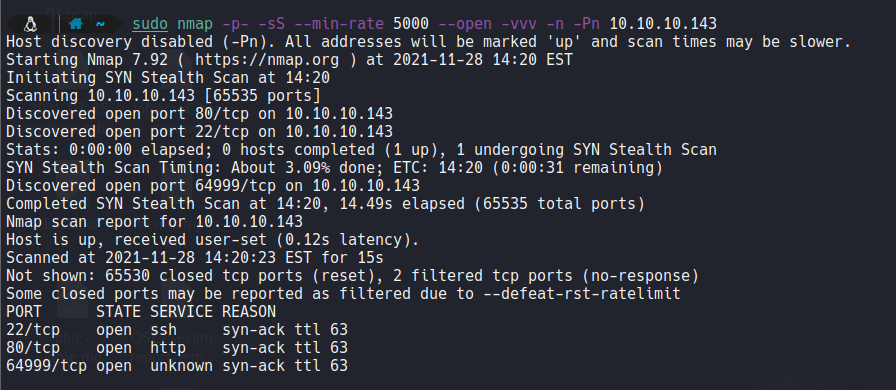 ~ sudo nmap -p- -sS --min-rate 5000 --open -vvv -n -Pn 10.10.10.143
Host discovery disabled (-Pn). All addresses will be marked 'up' and scan times may be slower.
Starting Nmap 7.92 ( https://nmap.org ) at 2021-11-28 14:20 EST
Initiating SYN Stealth Scan at 14:20
Scanning 10.10.10.143 [65535 ports]
Discovered open port 80/tcp on 10.10.10.143
Discovered open port 22/tcp on 10.10.10.143
Stats: 0:00:00 elapsed; 0 hosts completed (1 up), 1 undergoing SYN Stealth Scan
SYN Stealth Scan Timing: About 3.09% done; ETC: 14:20 (0:00:31 remaining)
Discovered open port 64999/tcp on 10.10.10.143
Completed SYN Stealth Scan at 14:20, 14.49s elapsed (65535 total ports)
Nmap scan report for 10.10.10.143
Host is up, received user-set (0.12s latency).
Scanned at 2021-11-28 14:20:23 EST for 15s
Not shown: 65530 closed tcp ports (reset), 2 filtered tcp ports (no-response)
Some closed ports may be reported as filtered due to --defeat-rst-ratelimit
PORT STATE SERVICE REASON
22/tcp open ssh syn-ack ttl 63
80/tcp open http syn-ack ttl 63
64999/tcp open unknown syn-ack ttl 63